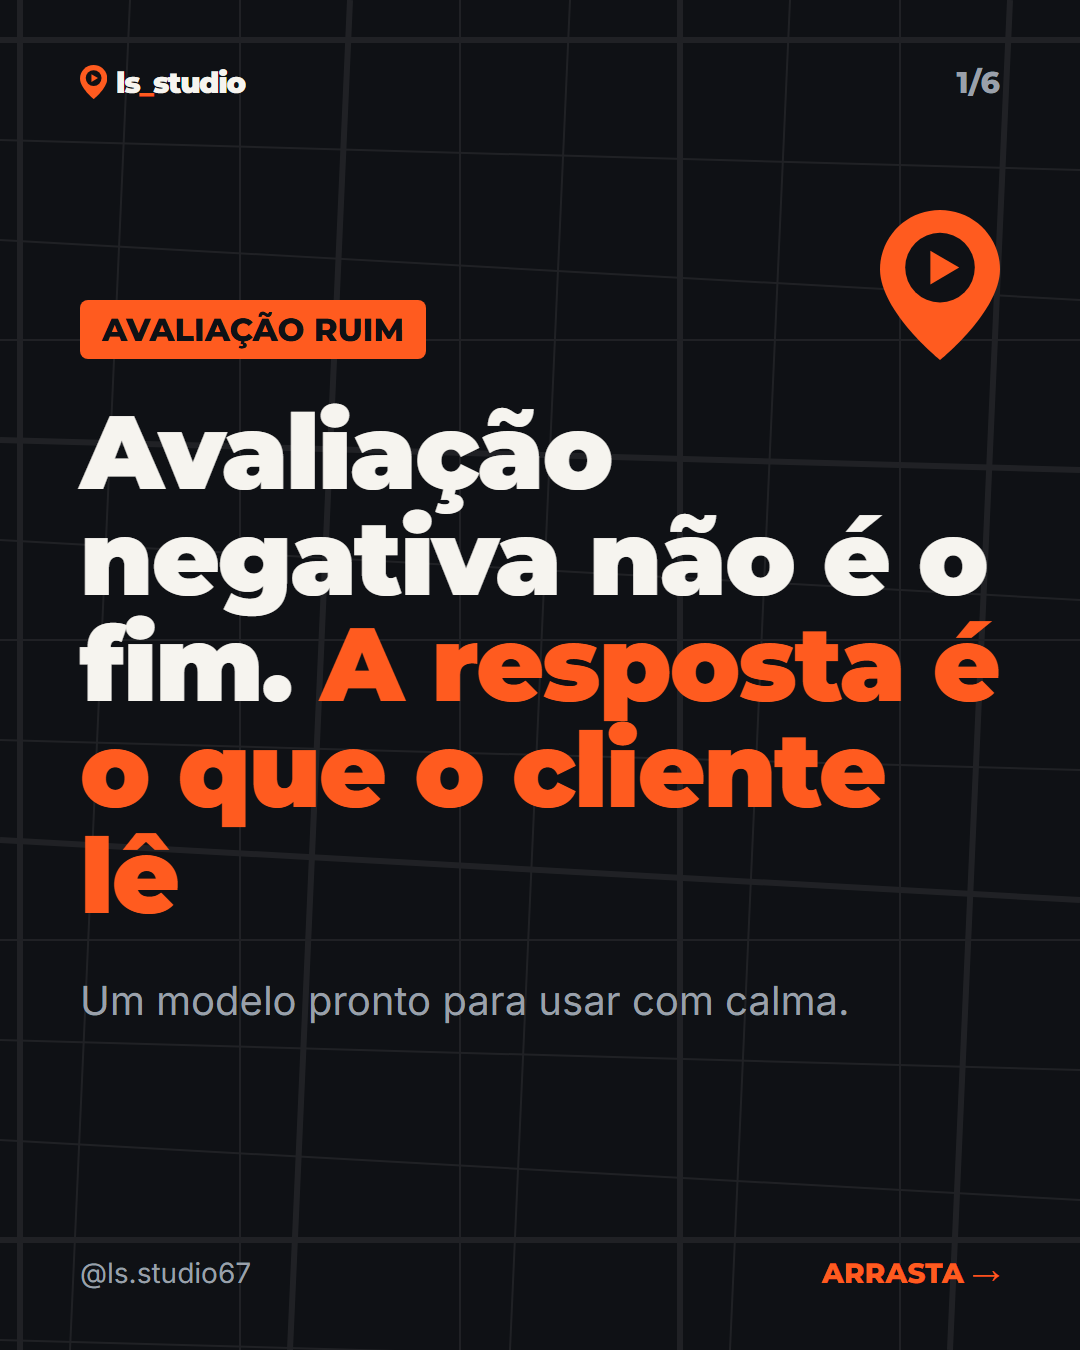 ls_studio
1/6
AVALIAÇÃO RUIM
Avaliação
negativa não é o
fim. A resposta é
o que o cliente
lê
Um modelo pronto para usar com calma.
@ls.studio67
ARRASTA →